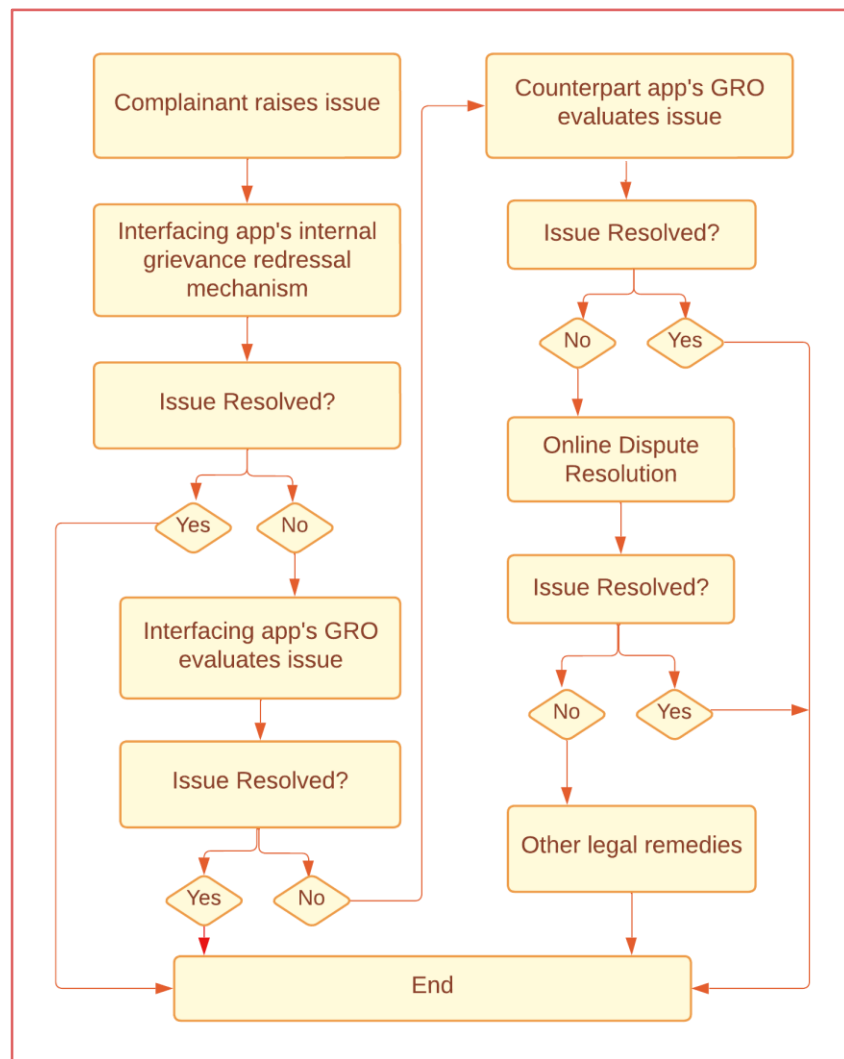 Complainant raises issue
Interfacing app's internal
grievance redressal
mechanism
Issue Resolved?
Yes
No
Interfacing app's GRO
evaluates issue
Issue Resolved?
Yes
No
Counterpart app's GRO
evaluates issue
Issue Resolved?
No
Yes
Online Dispute
Resolution
Issue Resolved?
No
Yes
Other legal remedies
End